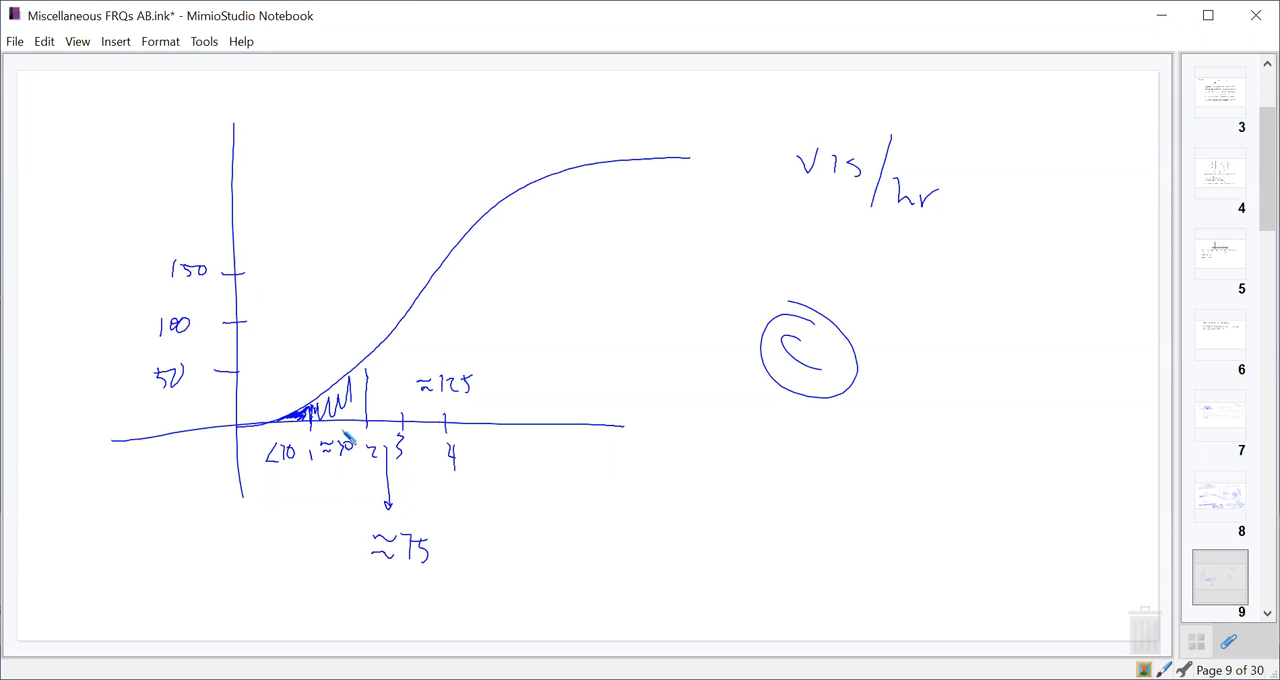 Miscellaneous FRQs AB.ink* - MimioStudio Notebook
File Edit View Insert Format Tools Help
vis/hr
150
100
50
C
≈125
<10 1 ≈30 2 3 4
≈75
3
4
5
6
7
8
9
Page 9 of 30